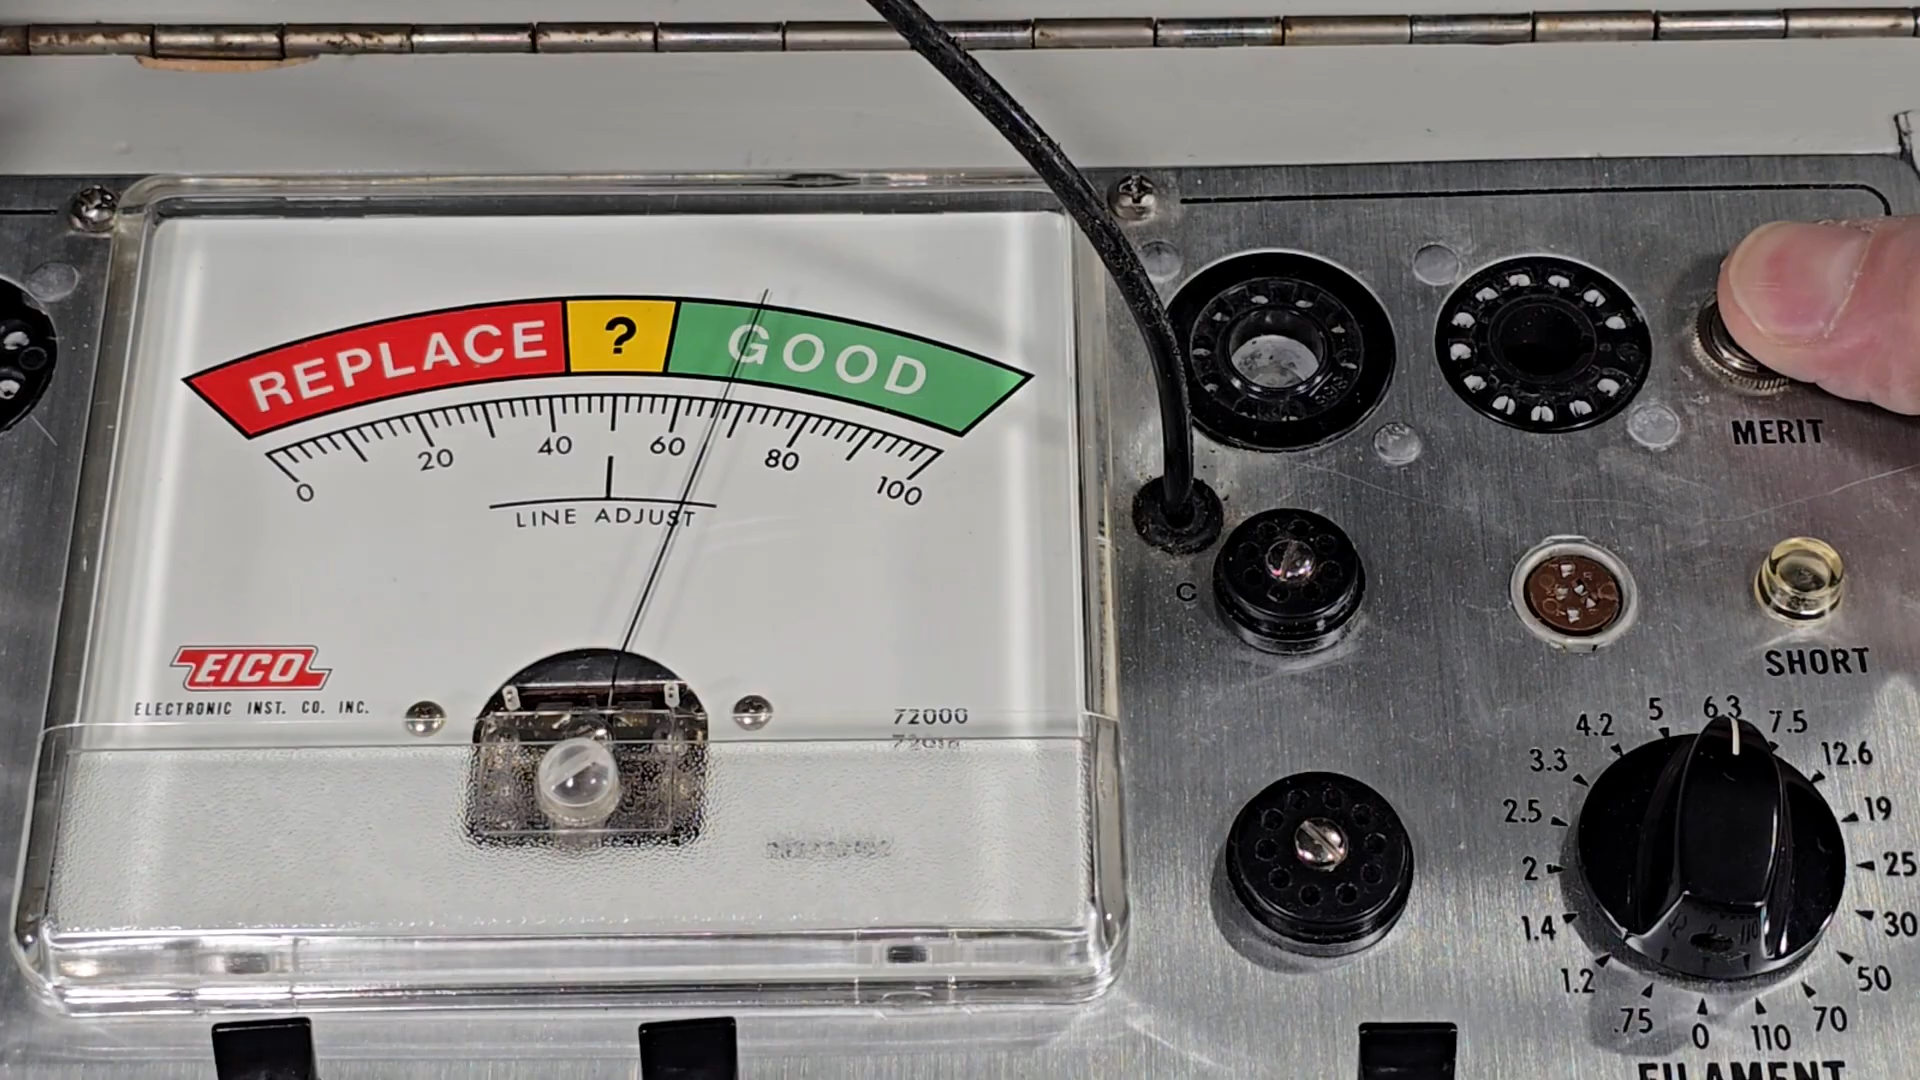 REPLACE ? GOOD
0 20 40 60 80 100
LINE ADJUST
EICO
ELECTRONIC INST. CO. INC.
72000
MERIT
C
SHORT
0 .75 1.2 1.4 2 2.5 3.3 4.2 5 6.3 7.5 12.6 19 25 30 50 70 110
FILAMENT